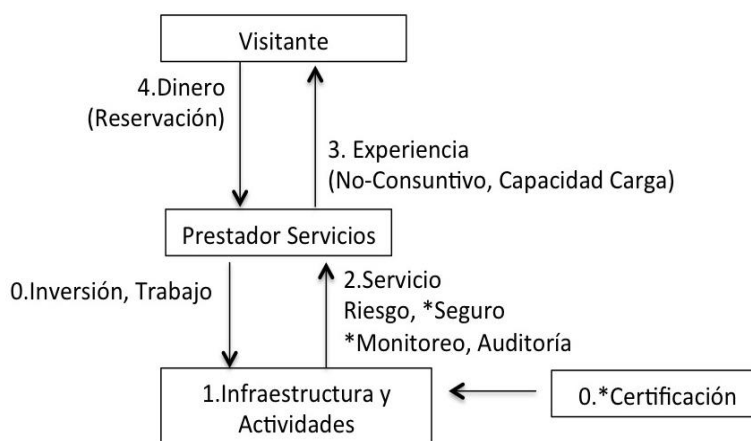 Visitante
4.Dinero
(Reservación)
3. Experiencia
(No-Consuntivo, Capacidad Carga)
Prestador Servicios
0.Inversión, Trabajo
2.Servicio
Riesgo, *Seguro
*Monitoreo, Auditoría
1.Infraestructura y
Actividades
0.*Certificación